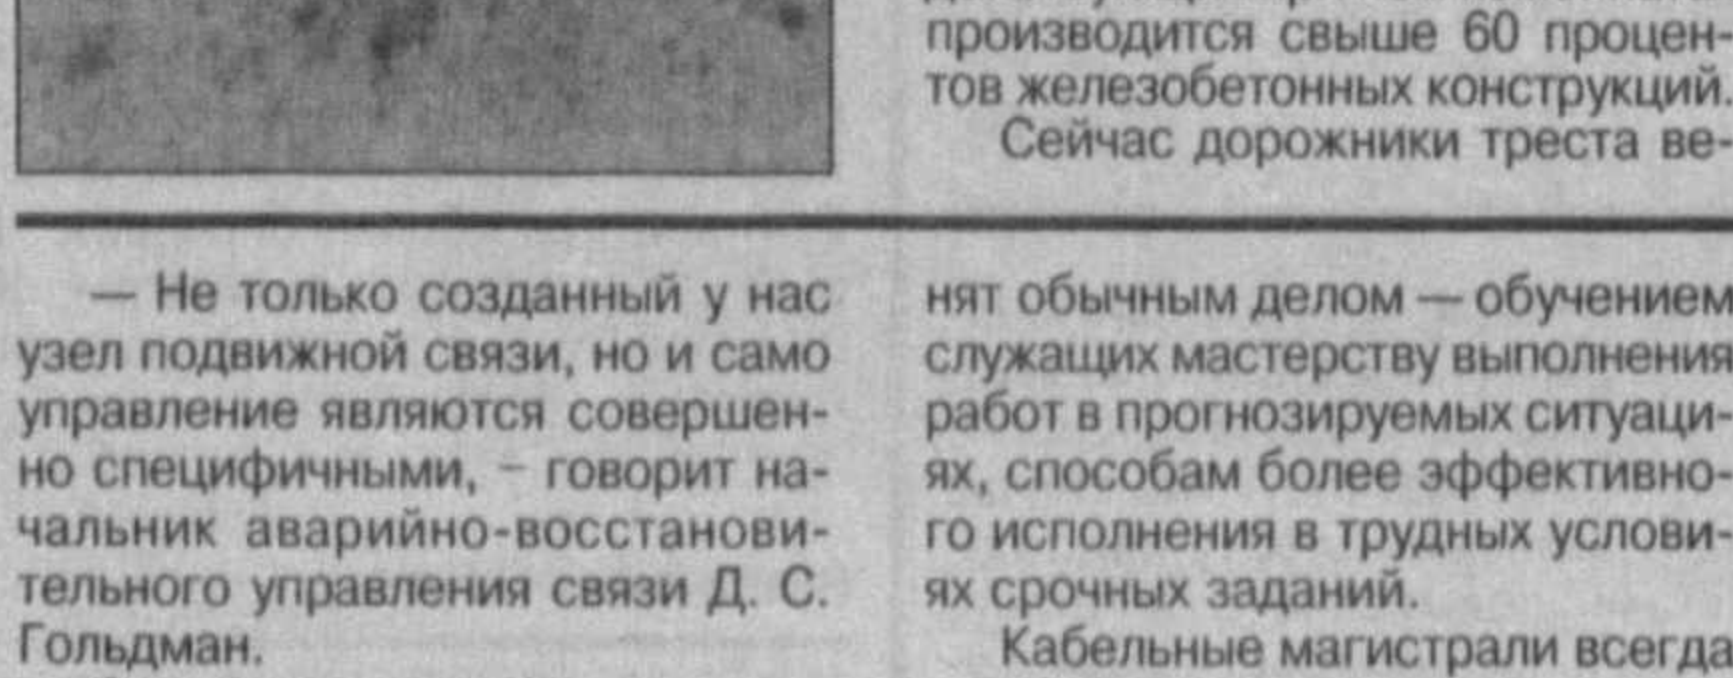 производится свыше 60 процен-
тов железобетонных конструкций.
Сейчас дорожники треста ве-
— Не только созданный у нас
узел подвижной связи, но и само
управление являются совершен-
но специфичными, – говорит на-
чальник аварийно-восстанови-
тельного управления связи Д. С.
Гольдман.
нят обычным делом — обучением
служащих мастерству выполнения
работ в прогнозируемых ситуаци-
ях, способам более эффективно-
го исполнения в трудных услови-
ях срочных заданий.
Кабельные магистрали всегда